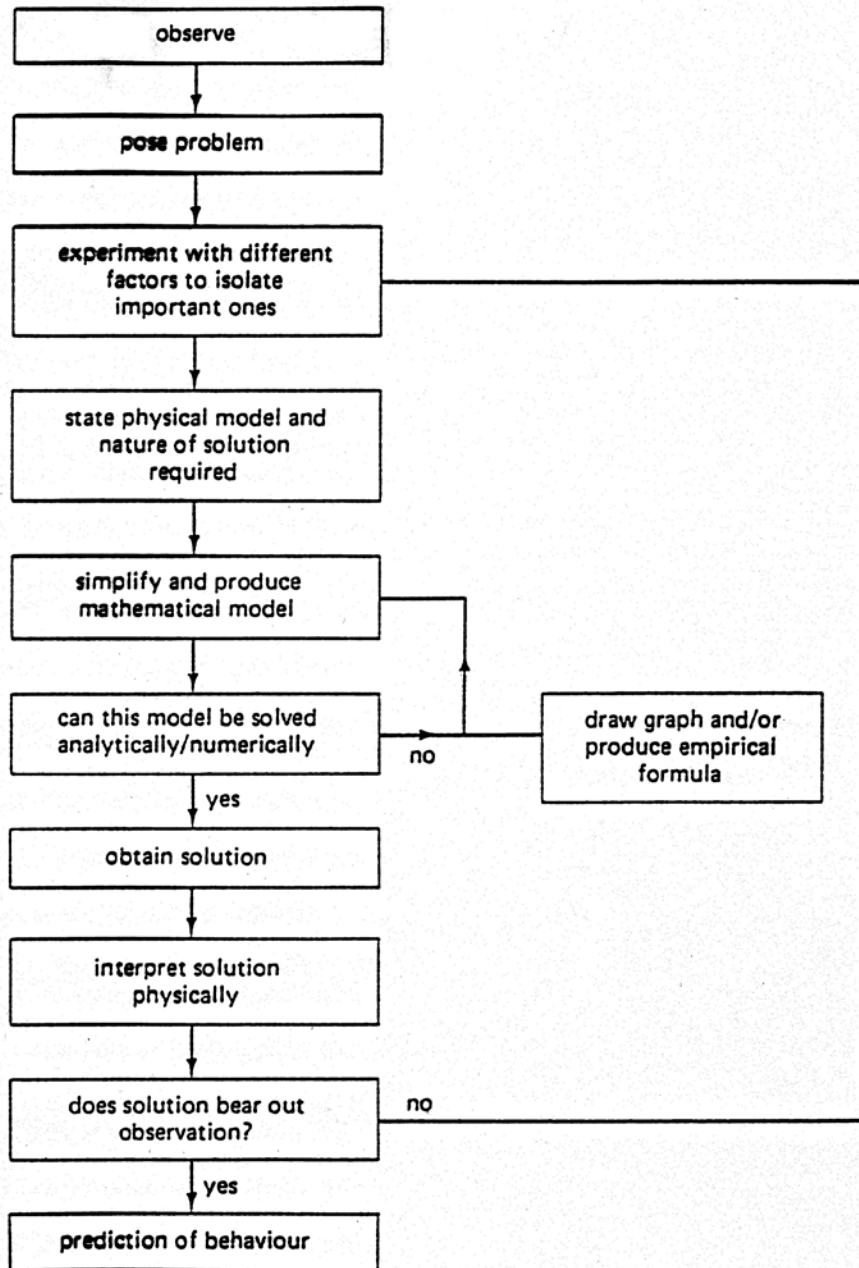 observe
pose problem
experiment with different
factors to isolate
important ones
state physical model and
nature of solution
required
simplify and produce
mathematical model
can this model be solved
analytically/numerically
no
draw graph and/or
produce empirical
formula
yes
obtain solution
interpret solution
physically
does solution bear out
observation?
no
yes
prediction of behaviour